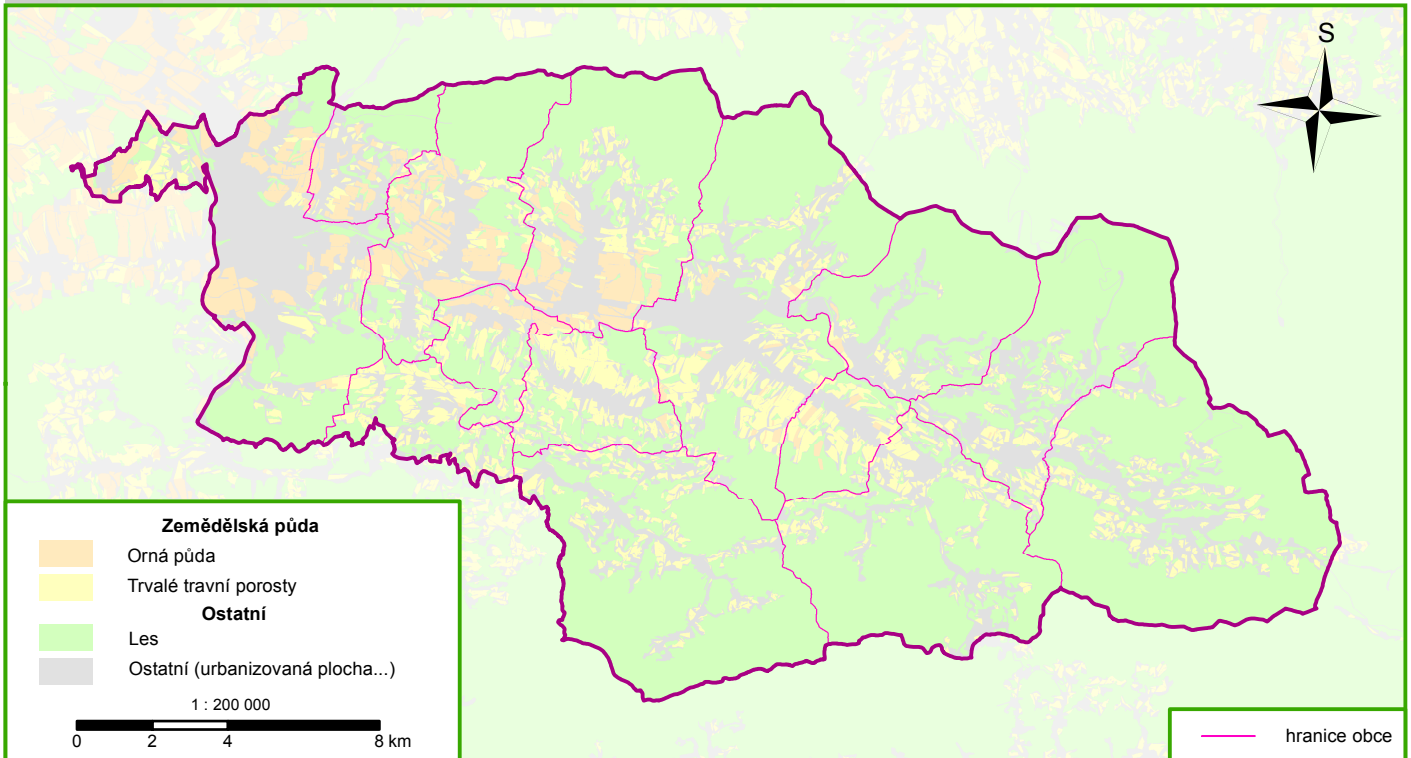 S
Zemědělská půda
Orná půda
Trvalé travní porosty
Ostatní
Les
Ostatní (urbanizovaná plocha...)
1 : 200 000
0 2 4 8 km
hranice obce